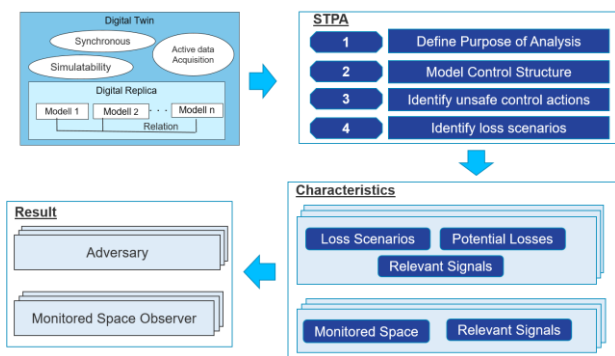 Digital Twin
Synchronous
Active data
Acquisition
Simulatability
Digital Replica
Modell 1
Modell 2
. . .
Modell n
Relation
STPA
1
Define Purpose of Analysis
2
Model Control Structure
3
Identify unsafe control actions
4
Identify loss scenarios
Characteristics
Loss Scenarios
Potential Losses
Relevant Signals
Monitored Space
Relevant Signals
Result
Adversary
Monitored Space Observer